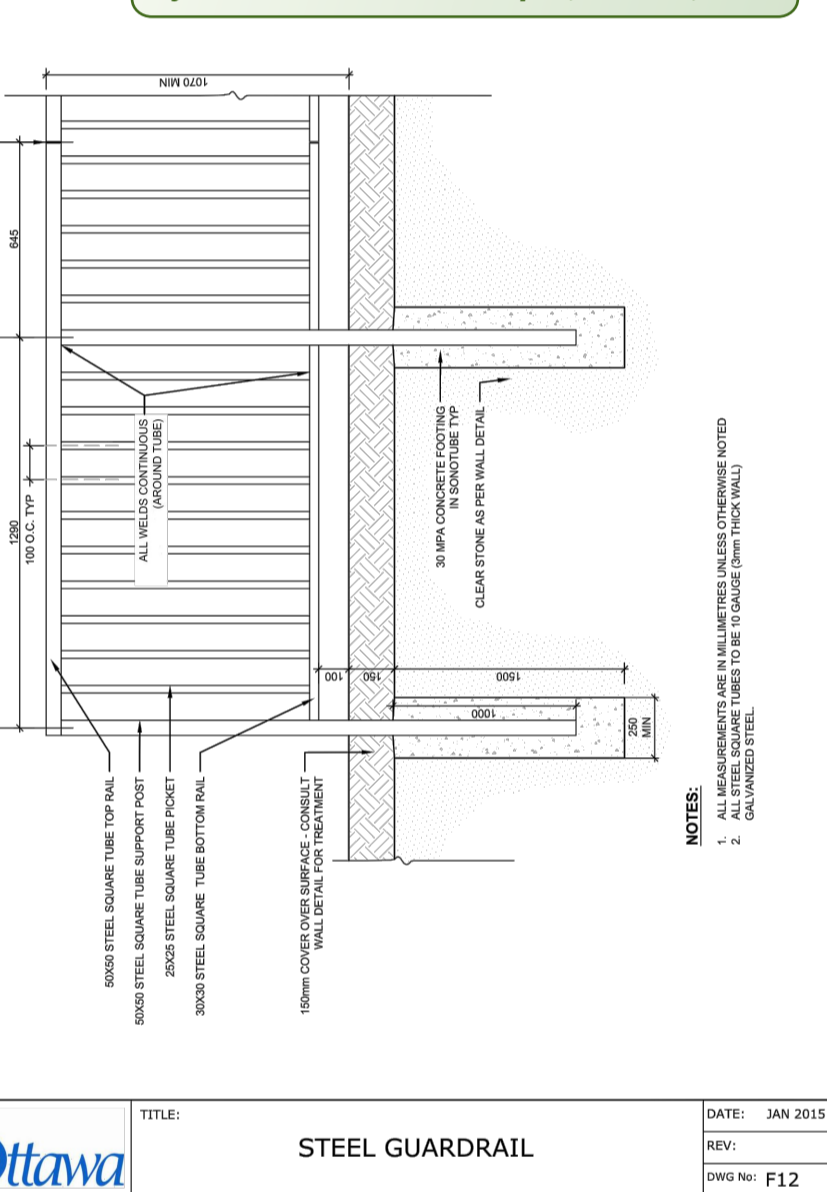 1070 MIN
645
1290
100 O.C. TYP
ALL WELDS CONTINUOUS
(AROUND TUBE)
50X50 STEEL SQUARE TUBE TOP RAIL
50X50 STEEL SQUARE TUBE SUPPORT POST
25X25 STEEL SQUARE TUBE PICKET
30X30 STEEL SQUARE TUBE BOTTOM RAIL
150mm COVER OVER SURFACE - CONSULT
WALL DETAIL FOR TREATMENT
100
150
1500
1000
250
MIN
30 MPA CONCRETE FOOTING
IN SONOTUBE TYP
CLEAR STONE AS PER WALL DETAIL
NOTES:
1. ALL MEASUREMENTS ARE IN MILLIMETRES UNLESS OTHERWISE NOTED
2. ALL STEEL SQUARE TUBES TO BE 10 GAUGE (3mm THICK WALL)
GALVANIZED STEEL.
Ottawa
TITLE:
STEEL GUARDRAIL
DATE: JAN 2015
REV:
DWG No: F12